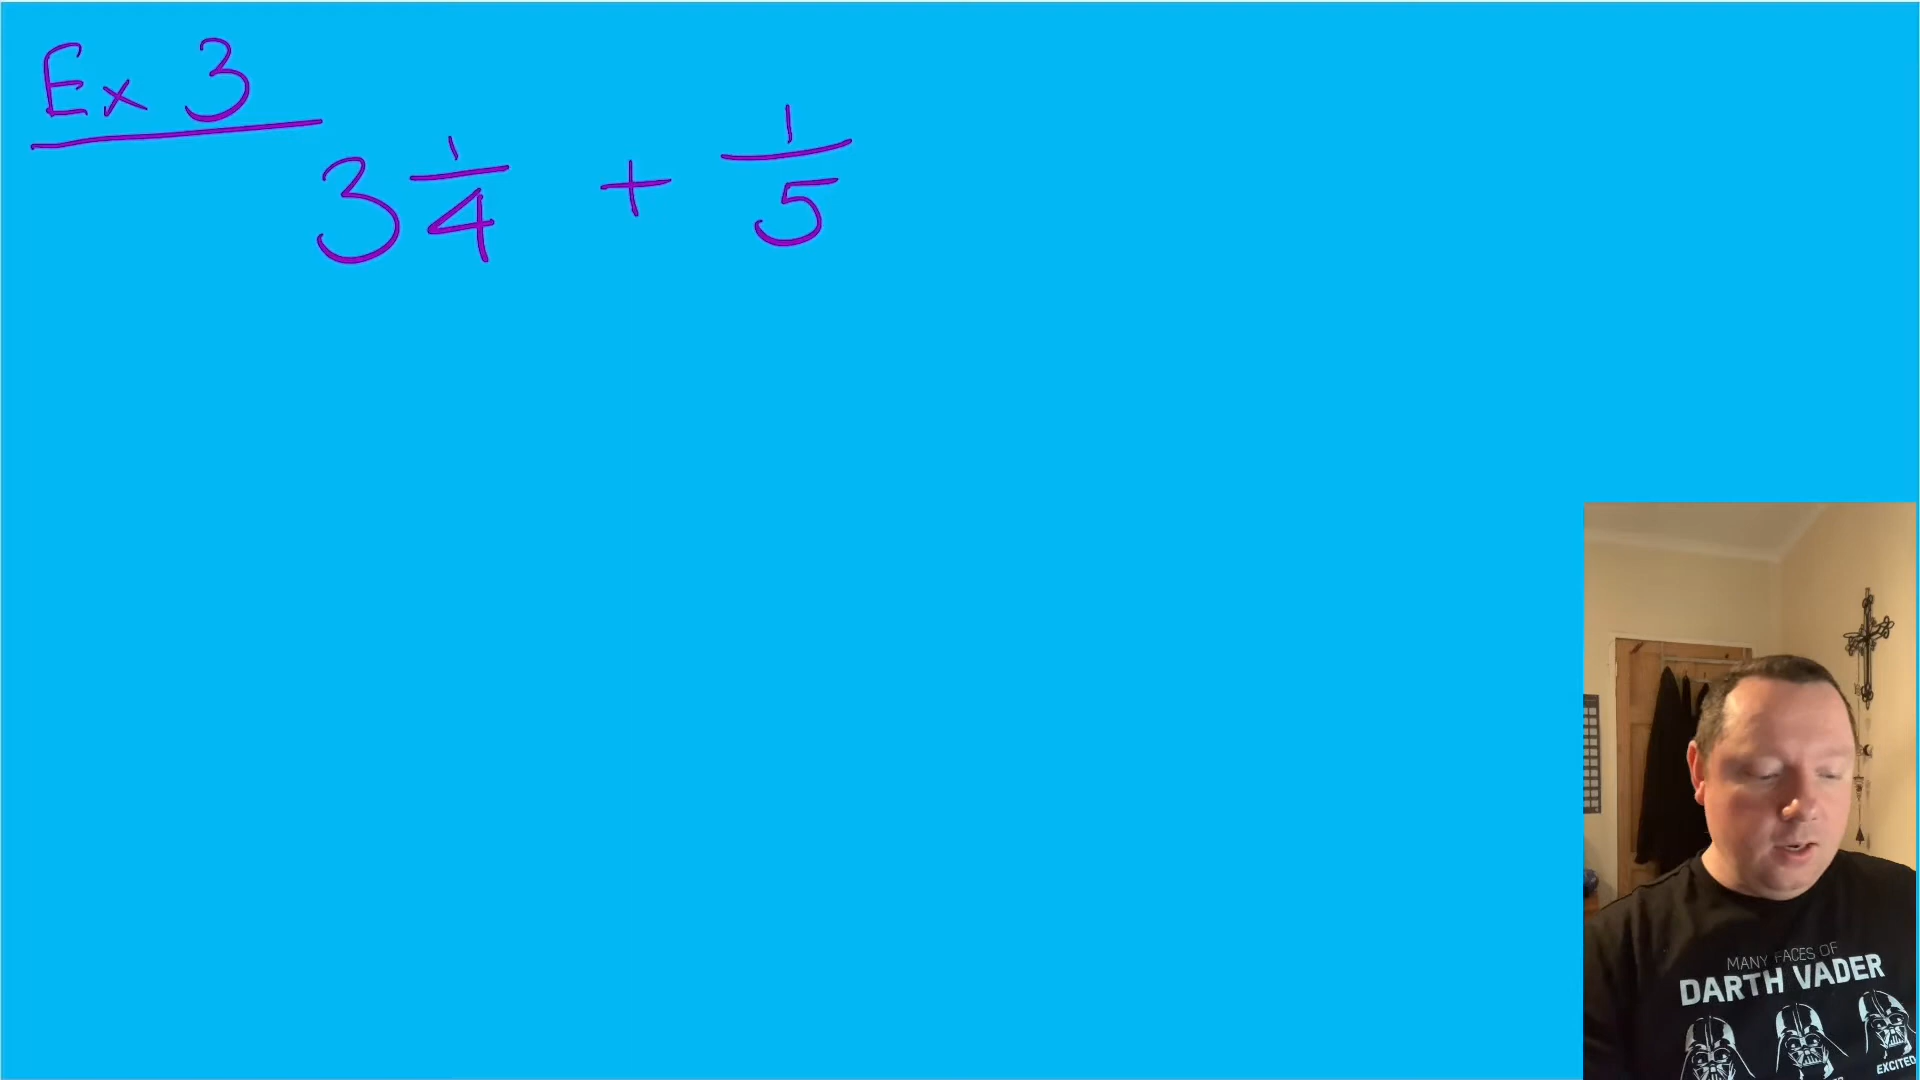 Ex 3
3 1/4 + 1/5
MANY FACES OF
DARTH VADER
EXCITED